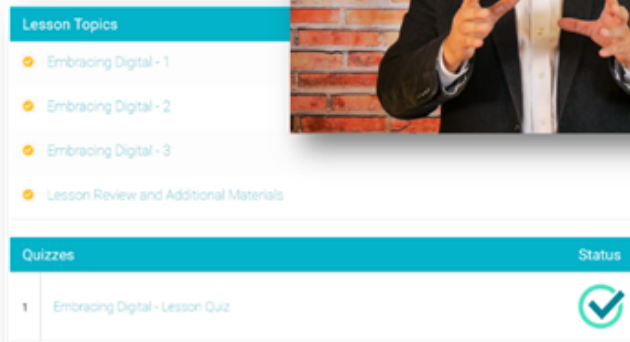 Lesson Topics
Embracing Digital - 1
Embracing Digital - 2
Embracing Digital - 3
Lesson Review and Additional Materials
Quizzes Status
1 Embracing Digital - Lesson Quiz